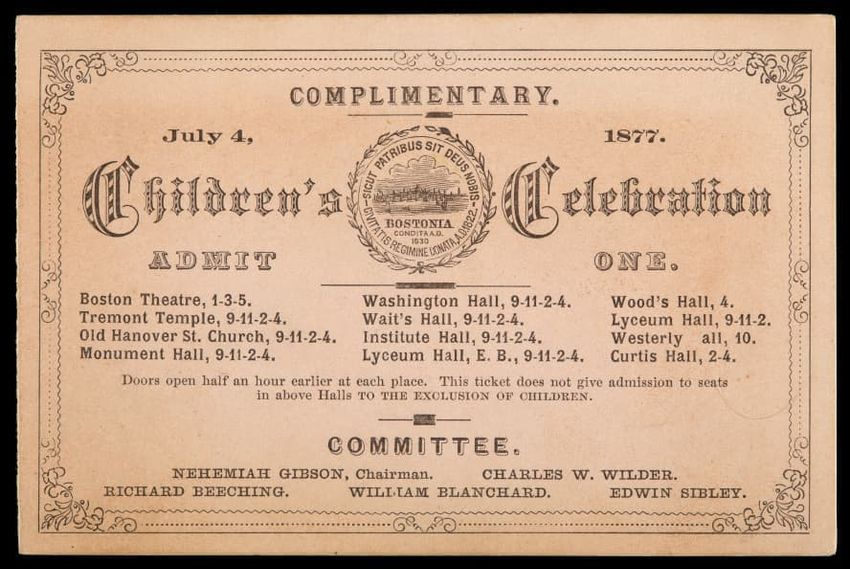 COMPLIMENTARY.
July 4, 1877.
Children's Celebration
SICUT PATRIBUS SIT DEUS NOBIS
BOSTONIA
CONDITA A.D.
1630
CIVITATIS REGIMINE DONATA A.D. 1822.
ADMIT ONE.
Boston Theatre, 1-3-5. Washington Hall, 9-11-2-4. Wood's Hall, 4.
Tremont Temple, 9-11-2-4. Wait's Hall, 9-11-2-4. Lyceum Hall, 9-11-2.
Old Hanover St. Church, 9-11-2-4. Institute Hall, 9-11-2-4. Westerly all, 10.
Monument Hall, 9-11-2-4. Lyceum Hall, E. B., 9-11-2-4. Curtis Hall, 2-4.
Doors open half an hour earlier at each place. This ticket does not give admission to seats
in above Halls TO THE EXCLUSION OF CHILDREN.
COMMITTEE.
NEHEMIAH GIBSON, Chairman. CHARLES W. WILDER.
RICHARD BEECHING. WILLIAM BLANCHARD. EDWIN SIBLEY.